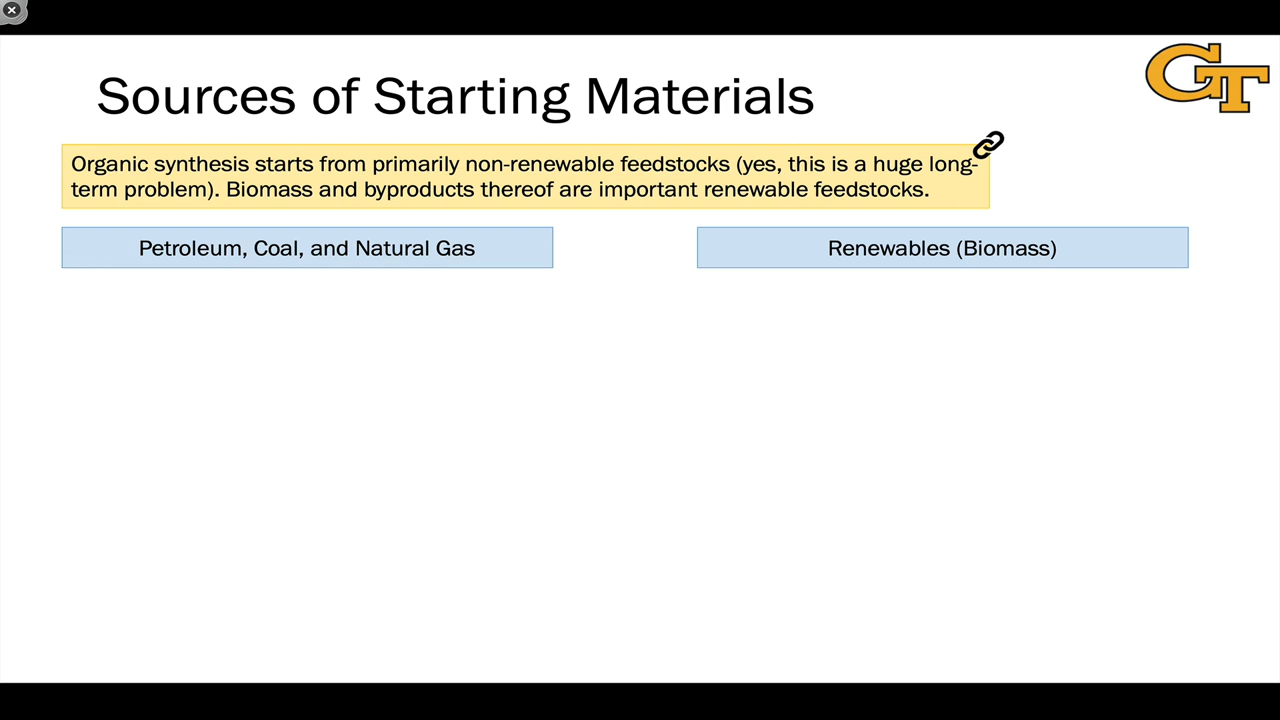 GT
Sources of Starting Materials
Organic synthesis starts from primarily non-renewable feedstocks (yes, this is a huge long-
term problem). Biomass and byproducts thereof are important renewable feedstocks.
Petroleum, Coal, and Natural Gas
Renewables (Biomass)